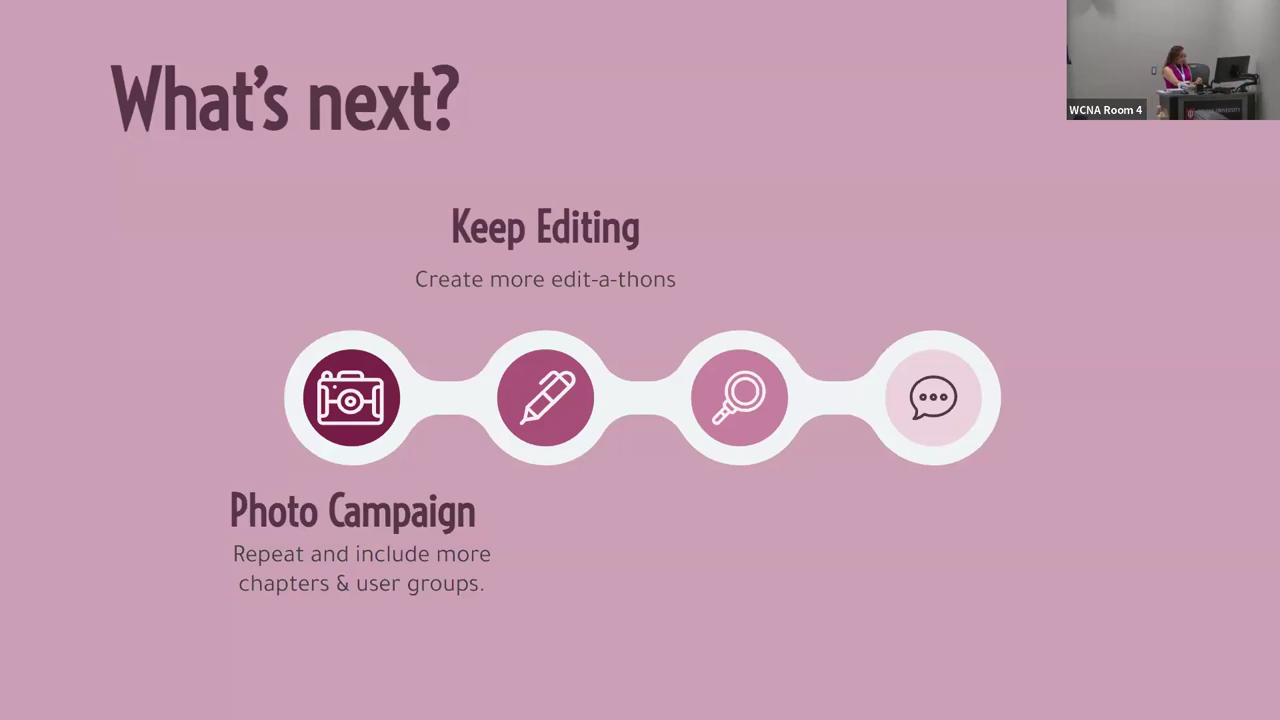 What's next?
WCNA Room 4
Keep Editing
Create more edit-a-thons
Photo Campaign
Repeat and include more
chapters & user groups.